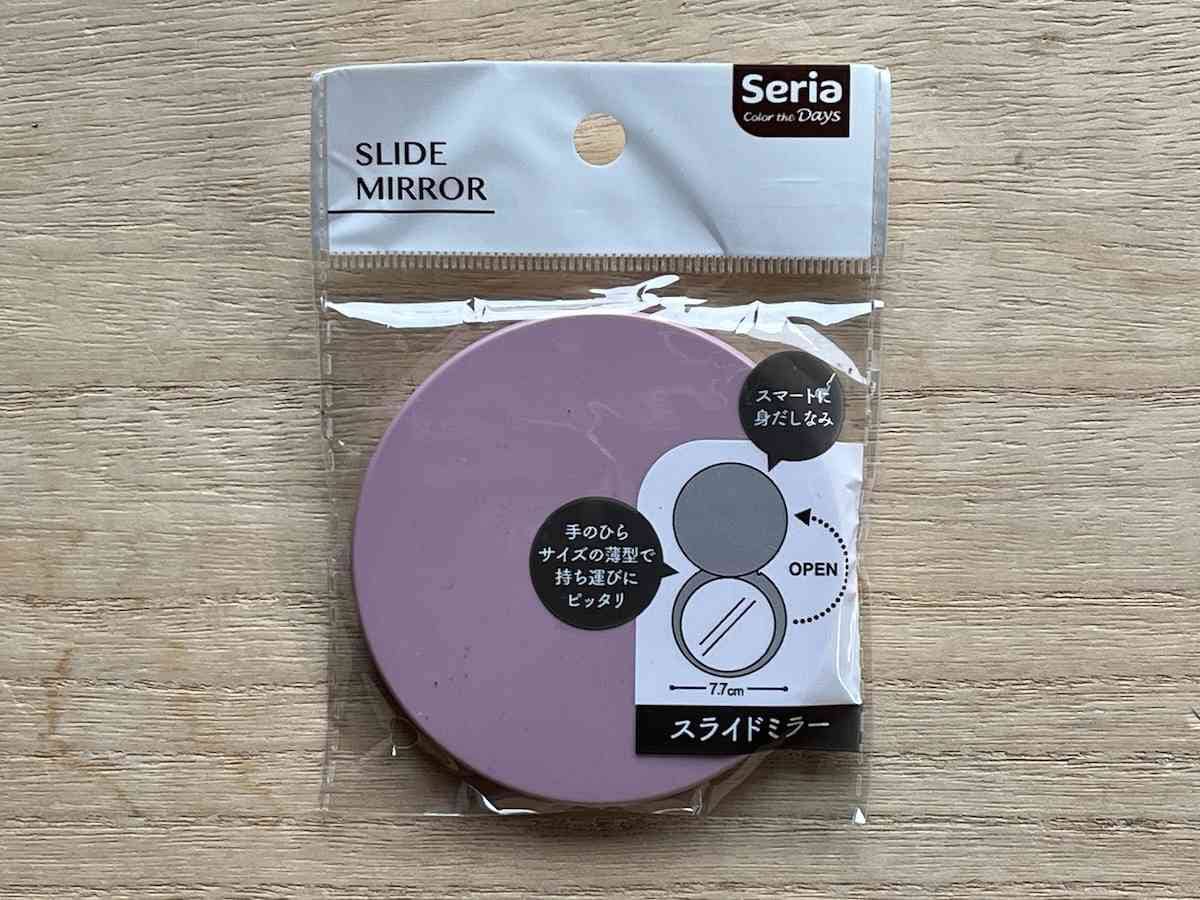 Seria
Color the Days
SLIDE
MIRROR
スマートに
身だしなみ
手のひら
サイズの薄型で
持ち運びに
ピッタリ
OPEN
7.7cm
スライドミラー